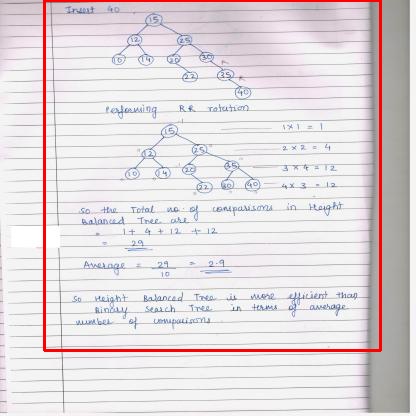 Insert 40
15
12 25
10 14 20 30
22 35
40
Performing RR rotation
15
12 25
10 14 20 35
22 30 40
1 x 1 = 1
2 x 2 = 4
3 x 4 = 12
4 x 3 = 12
So the Total no. of comparisons in Height
Balanced Tree are
= 1 + 4 + 12 + 12
= 29
Average = 29/10 = 2.9
So Height Balanced Tree is more efficient than
Binary Search Tree in terms of average
number of comparisons.